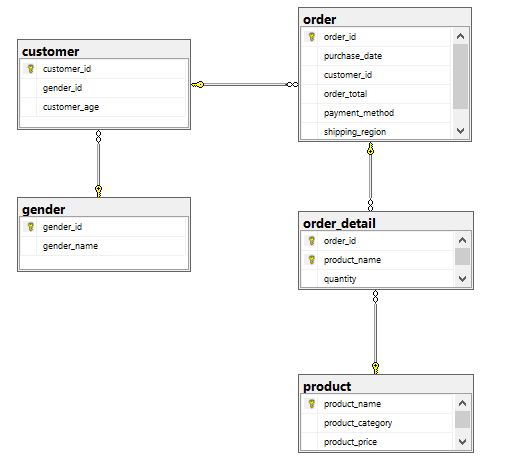 customer
customer_id
gender_id
customer_age
order
order_id
purchase_date
customer_id
order_total
payment_method
shipping_region
gender
gender_id
gender_name
order_detail
order_id
product_name
quantity
product
product_name
product_category
product_price